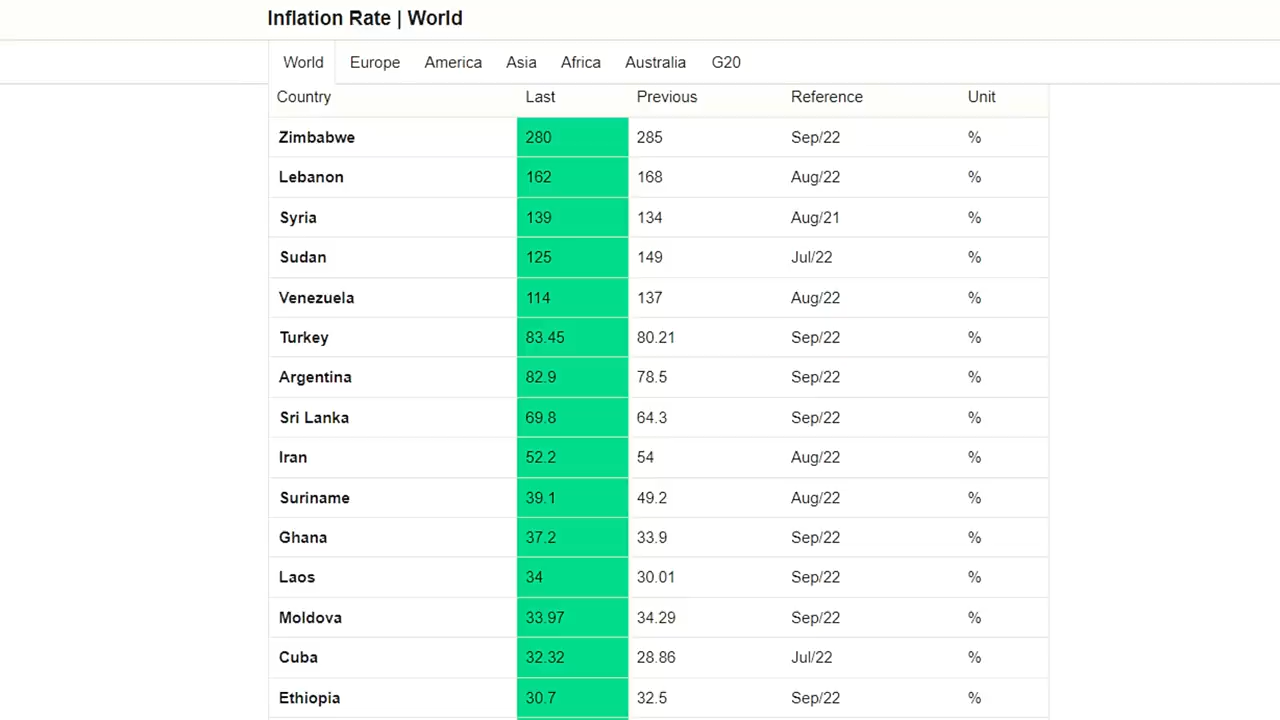 Inflation Rate | World
World Europe America Asia Africa Australia G20
Country Last Previous Reference Unit
Zimbabwe 280 285 Sep/22 %
Lebanon 162 168 Aug/22 %
Syria 139 134 Aug/21 %
Sudan 125 149 Jul/22 %
Venezuela 114 137 Aug/22 %
Turkey 83.45 80.21 Sep/22 %
Argentina 82.9 78.5 Sep/22 %
Sri Lanka 69.8 64.3 Sep/22 %
Iran 52.2 54 Aug/22 %
Suriname 39.1 49.2 Aug/22 %
Ghana 37.2 33.9 Sep/22 %
Laos 34 30.01 Sep/22 %
Moldova 33.97 34.29 Sep/22 %
Cuba 32.32 28.86 Jul/22 %
Ethiopia 30.7 32.5 Sep/22 %